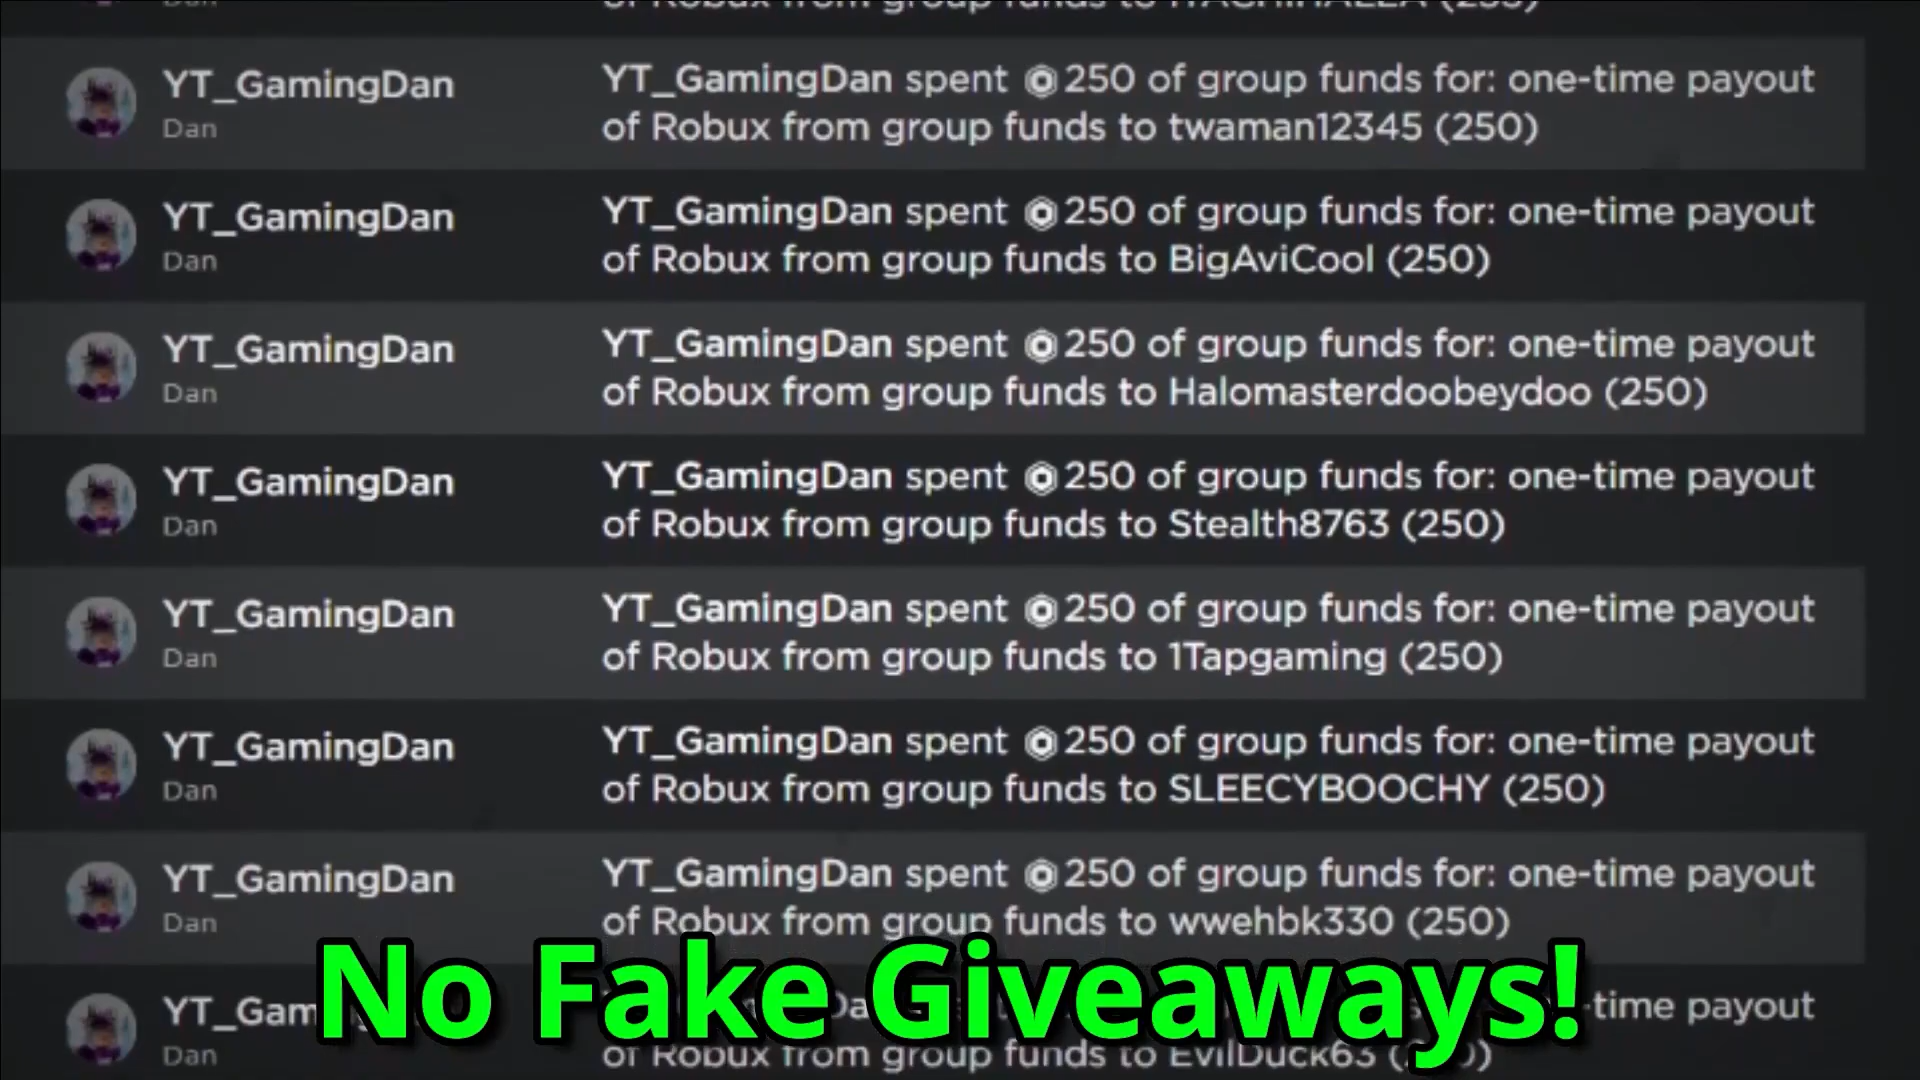 of Robux from group funds to
YT_GamingDan
Dan
YT_GamingDan spent 250 of group funds for: one-time payout
of Robux from group funds to twaman12345 (250)
YT_GamingDan
Dan
YT_GamingDan spent 250 of group funds for: one-time payout
of Robux from group funds to BigAviCool (250)
YT_GamingDan
Dan
YT_GamingDan spent 250 of group funds for: one-time payout
of Robux from group funds to Halomasterdoobeydoo (250)
YT_GamingDan
Dan
YT_GamingDan spent 250 of group funds for: one-time payout
of Robux from group funds to Stealth8763 (250)
YT_GamingDan
Dan
YT_GamingDan spent 250 of group funds for: one-time payout
of Robux from group funds to 1Tapgaming (250)
YT_GamingDan
Dan
YT_GamingDan spent 250 of group funds for: one-time payout
of Robux from group funds to SLEECYBOOCHY (250)
YT_GamingDan
Dan
YT_GamingDan spent 250 of group funds for: one-time payout
of Robux from group funds to wwehbk330 (250)
Dan
-time payout
of Robux from group funds to EvilDuck63
No Fake Giveaways!